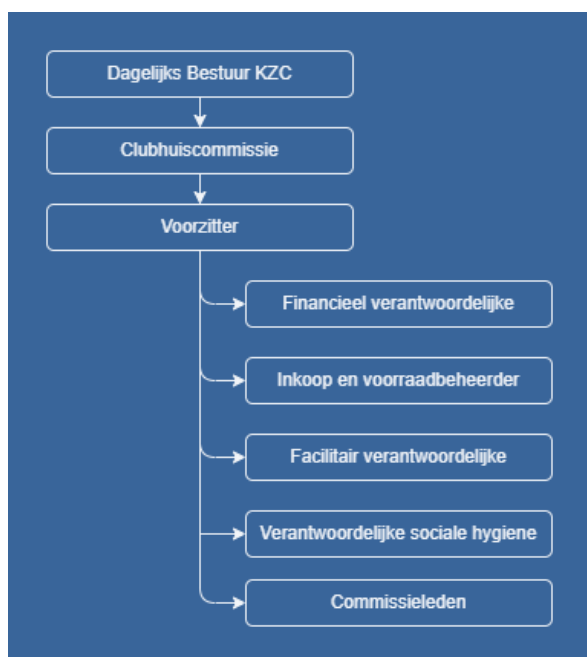 Dagelijks Bestuur KZC
Clubhuiscommissie
Voorzitter
Financieel verantwoordelijke
Inkoop en voorraadbeheerder
Facilitair verantwoordelijke
Verantwoordelijke sociale hygiene
Commissieleden